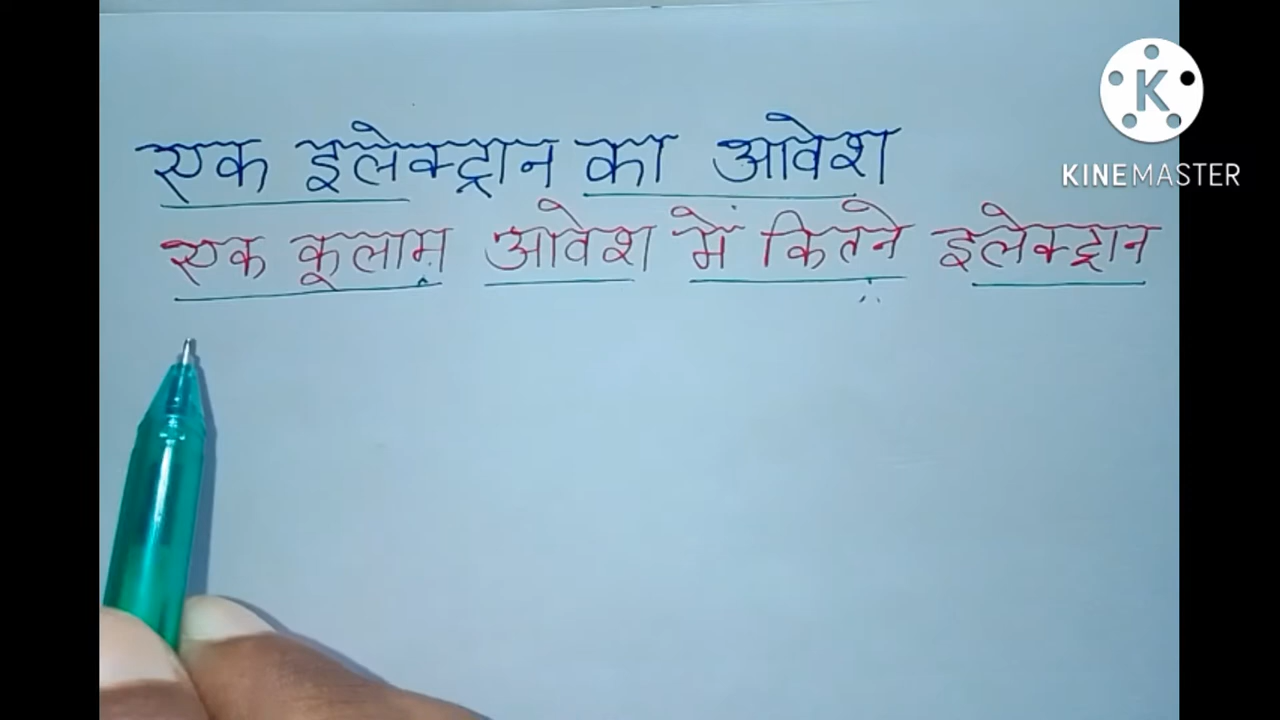 एक इलेक्ट्रान का आवेश
एक कूलाम आवेश में कितने इलेक्ट्रान
K
KINEMASTER